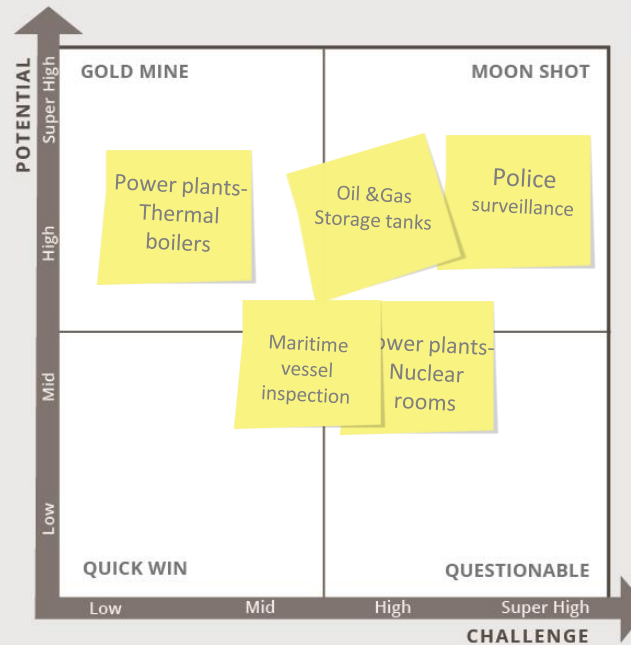 POTENTIAL
Super High
High
Mid
Low
GOLD MINE
MOON SHOT
Power plants-
Thermal
boilers
Oil &Gas
Storage tanks
Police
surveillance
Maritime
vessel
inspection
plants-
Nuclear
rooms
QUICK WIN
QUESTIONABLE
Low
Mid
High
Super High
CHALLENGE